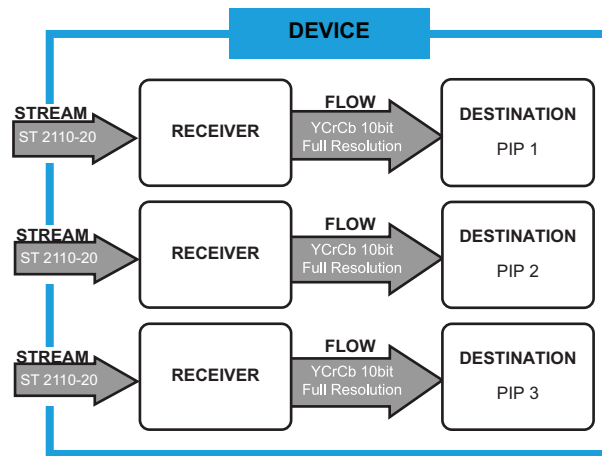 DEVICE
STREAM
ST 2110-20
RECEIVER
FLOW
YCrCb 10bit
Full Resolution
DESTINATION
PIP 1
STREAM
ST 2110-20
RECEIVER
FLOW
YCrCb 10bit
Full Resolution
DESTINATION
PIP 2
STREAM
ST 2110-20
RECEIVER
FLOW
YCrCb 10bit
Full Resolution
DESTINATION
PIP 3